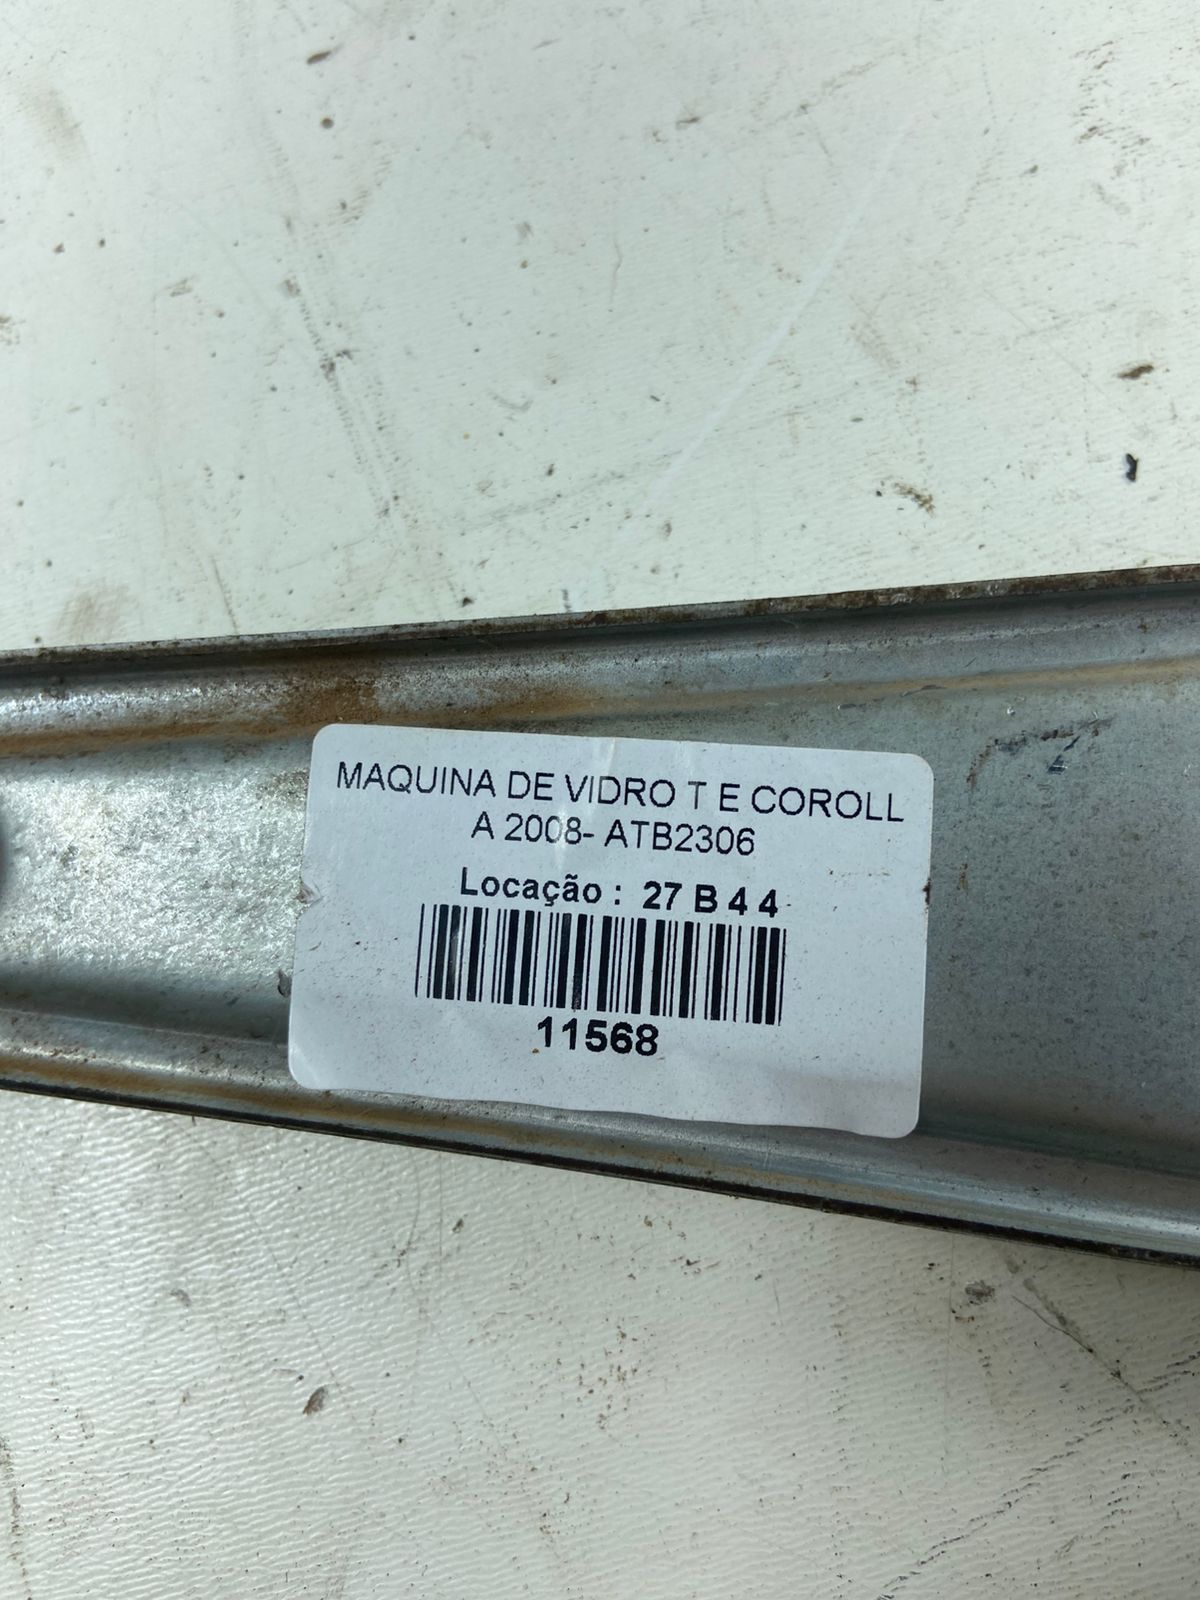 MAQUINA DE VIDRO T E COROLL
A 2008- ATB2306
Locação : 27 B 4 4
11568